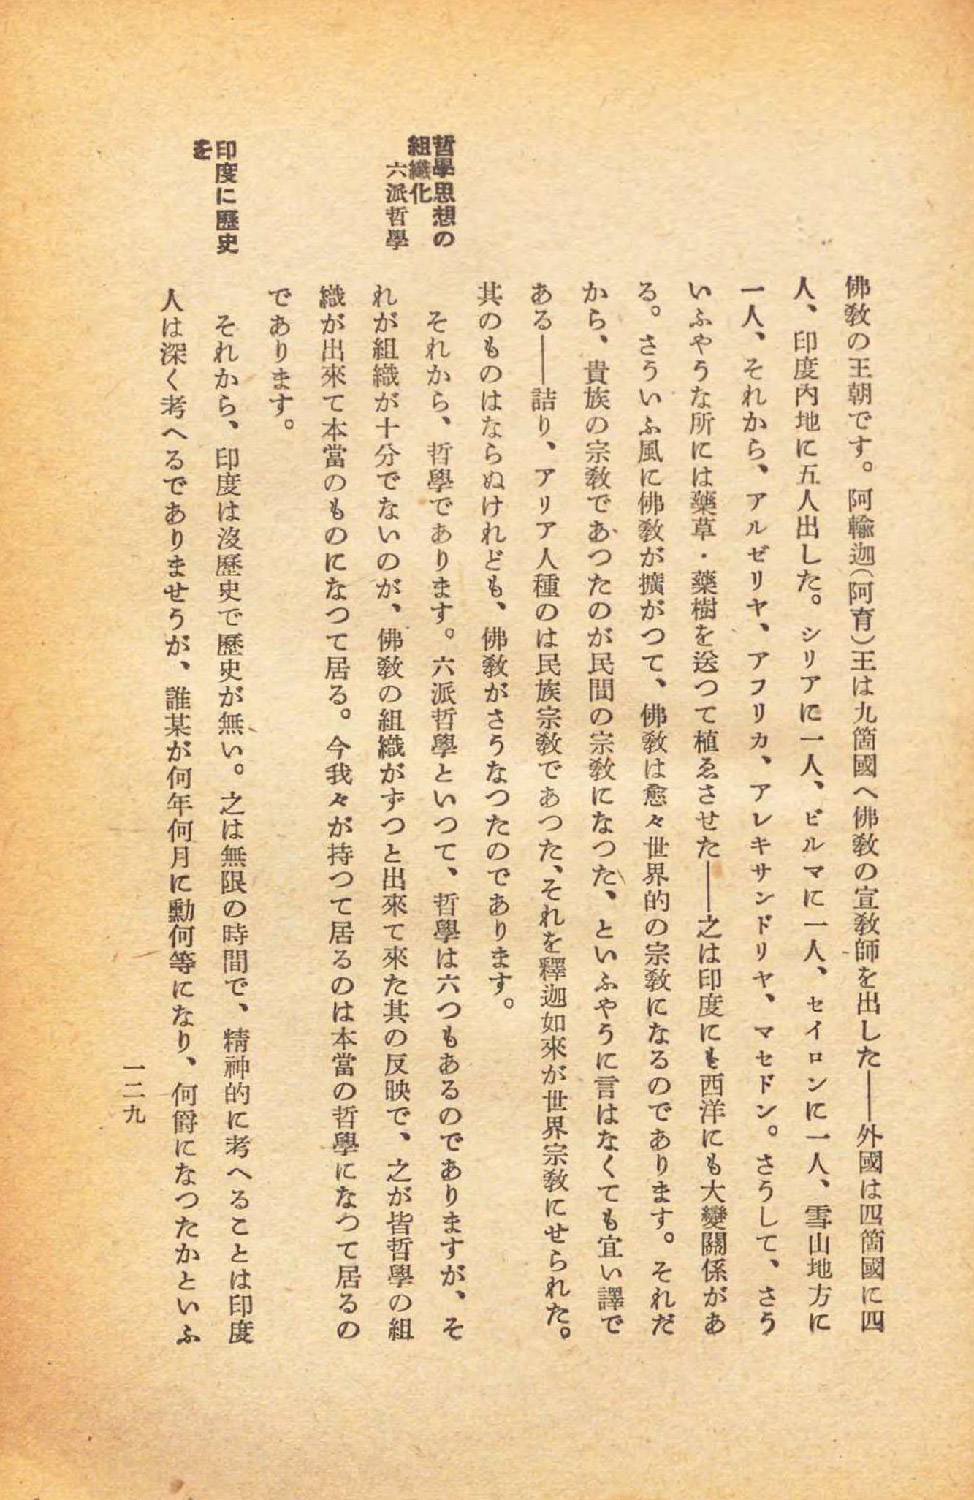 佛敎の王朝です。阿輸迦（阿育）王は九箇國へ佛敎の宣敎師を出した――外國は四箇國に四
人、印度內地に五人出した。シリアに一人、ビルマに一人、セイロンに一人、雪山地方に
一人、それから、アルゼリヤ、アフリカ、アレキサンドリヤ、マセドン。さうして、さう
いふやうな所には藥草・藥樹を送つて植ゑさせた――之は印度にも西洋にも大變關係があ
る。さういふ風に佛敎が擴がつて、佛敎は愈々世界的の宗敎になるのであります。それだ
から、貴族の宗敎であつたのが民間の宗敎になつた、といふやうに言はなくても宜い譯で
ある――詰り、アリア人種のは民族宗敎であつた、それを釋迦如來が世界宗敎にせられた。
其のものはならぬけれども、佛敎がさうなつたのであります。
哲學思想の
組織化
六派哲學
それから、哲學であります。六派哲學といつて、哲學は六つもあるのでありますが、そ
れが組織が十分でないのが、佛敎の組織がずつと出來て來た其の反映で、之が皆哲學の組
織が出來て本當のものになつて居る。今我々が持つて居るのは本當の哲學になつて居るの
であります。
印度に歷史
を
それから、印度は沒歷史で歷史が無い。之は無限の時間で、精神的に考へることは印度
人は深く考へるでありませうが、誰某が何年何月に勳何等になり、何爵になつたかといふ
一二九